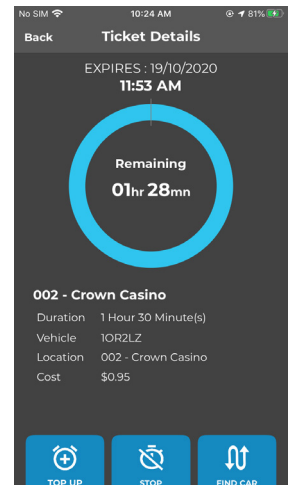 No SIM 10:24 AM 81%
Back Ticket Details
EXPIRES : 19/10/2020
11:53 AM
Remaining
01hr 28mn
002 - Crown Casino
Duration 1 Hour 30 Minute(s)
Vehicle 1OR2LZ
Location 002 - Crown Casino
Cost $0.95
TOP UP STOP FIND CAR